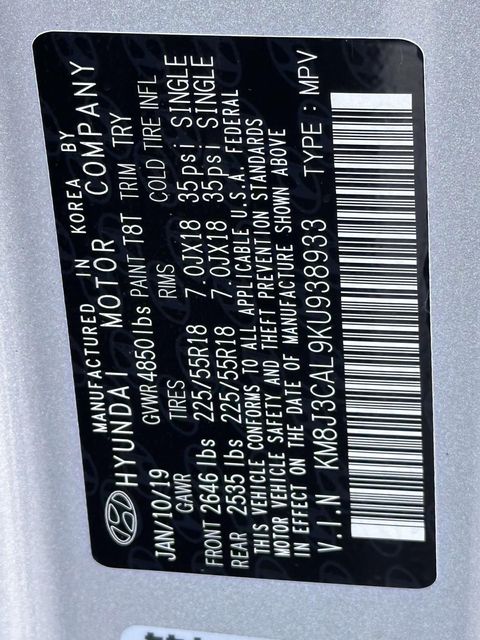 MANUFACTURED IN KOREA BY
HYUNDAI MOTOR COMPANY
JAN/10/19 GVWR 4850 lbs PAINT T8T TRIM TRY
GAWR TIRES RIMS COLD TIRE INFL
FRONT 2646 lbs 225/55R18 7.0JX18 35psi SINGLE
REAR 2535 lbs 225/55R18 7.0JX18 35psi SINGLE
THIS VEHICLE CONFORMS TO ALL APPLICABLE U.S.A. FEDERAL
MOTOR VEHICLE SAFETY AND THEFT PREVENTION STANDARDS
IN EFFECT ON THE DATE OF MANUFACTURE SHOWN ABOVE
V.I.N KM8J3CAL9KU938933 TYPE : MPV